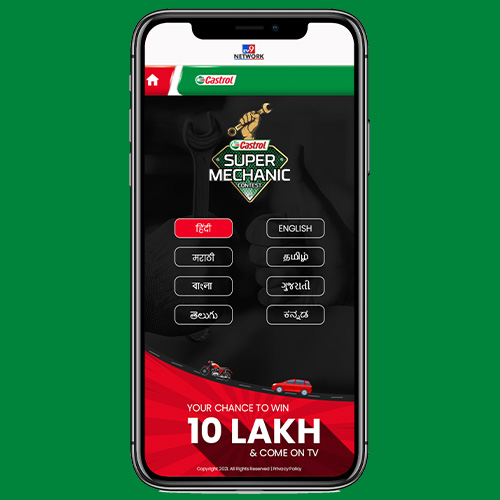 TV9
NETWORK
Castrol
Castrol
SUPER
MECHANIC
CONTEST
हिंदी
ENGLISH
मराठी
தமிழ்
বাংলা
ગુજરાતી
తెలుగు
ಕನ್ನಡ
YOUR CHANCE TO WIN
10 LAKH
& COME ON TV
Copyright 2021. All Rights Reserved | Privacy Policy